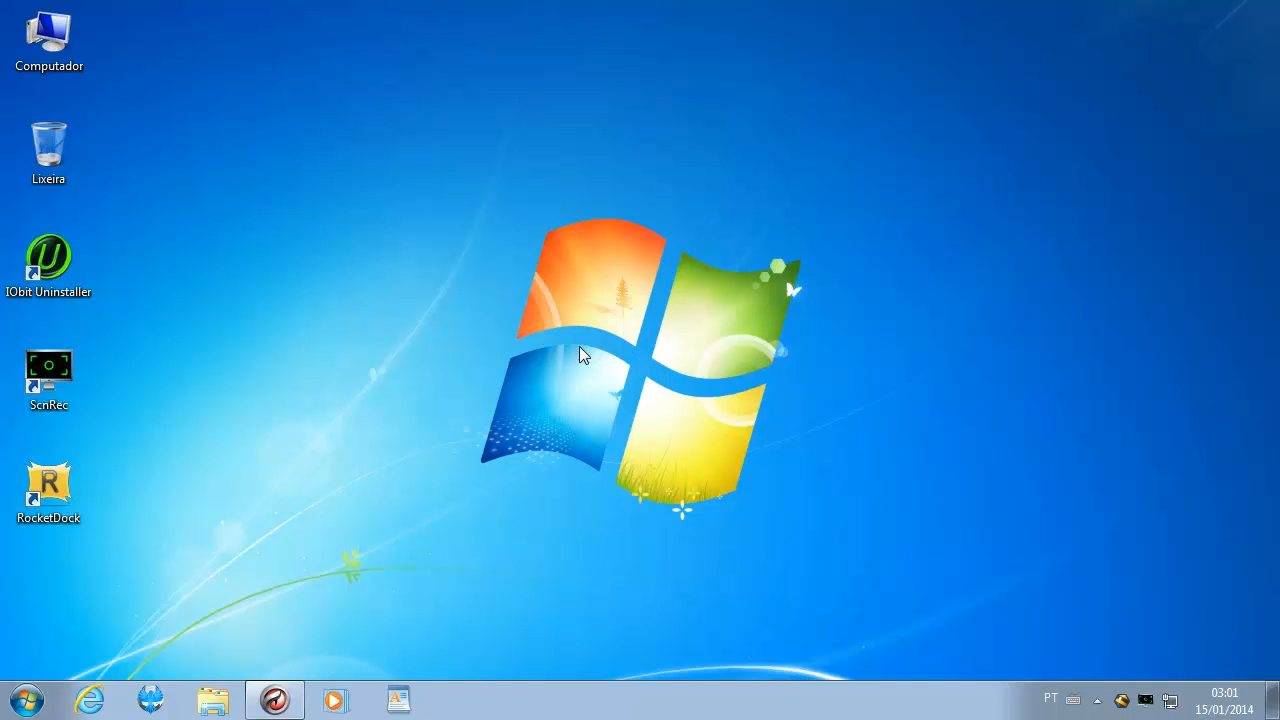 Computador
Lixeira
IObit Uninstaller
ScnRec
R
RocketDock
PT
03:01
15/01/2014